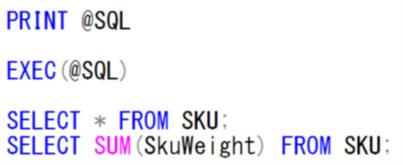 PRINT @SQL
EXEC(@SQL)
SELECT * FROM SKU;
SELECT SUM(SkuWeight) FROM SKU;